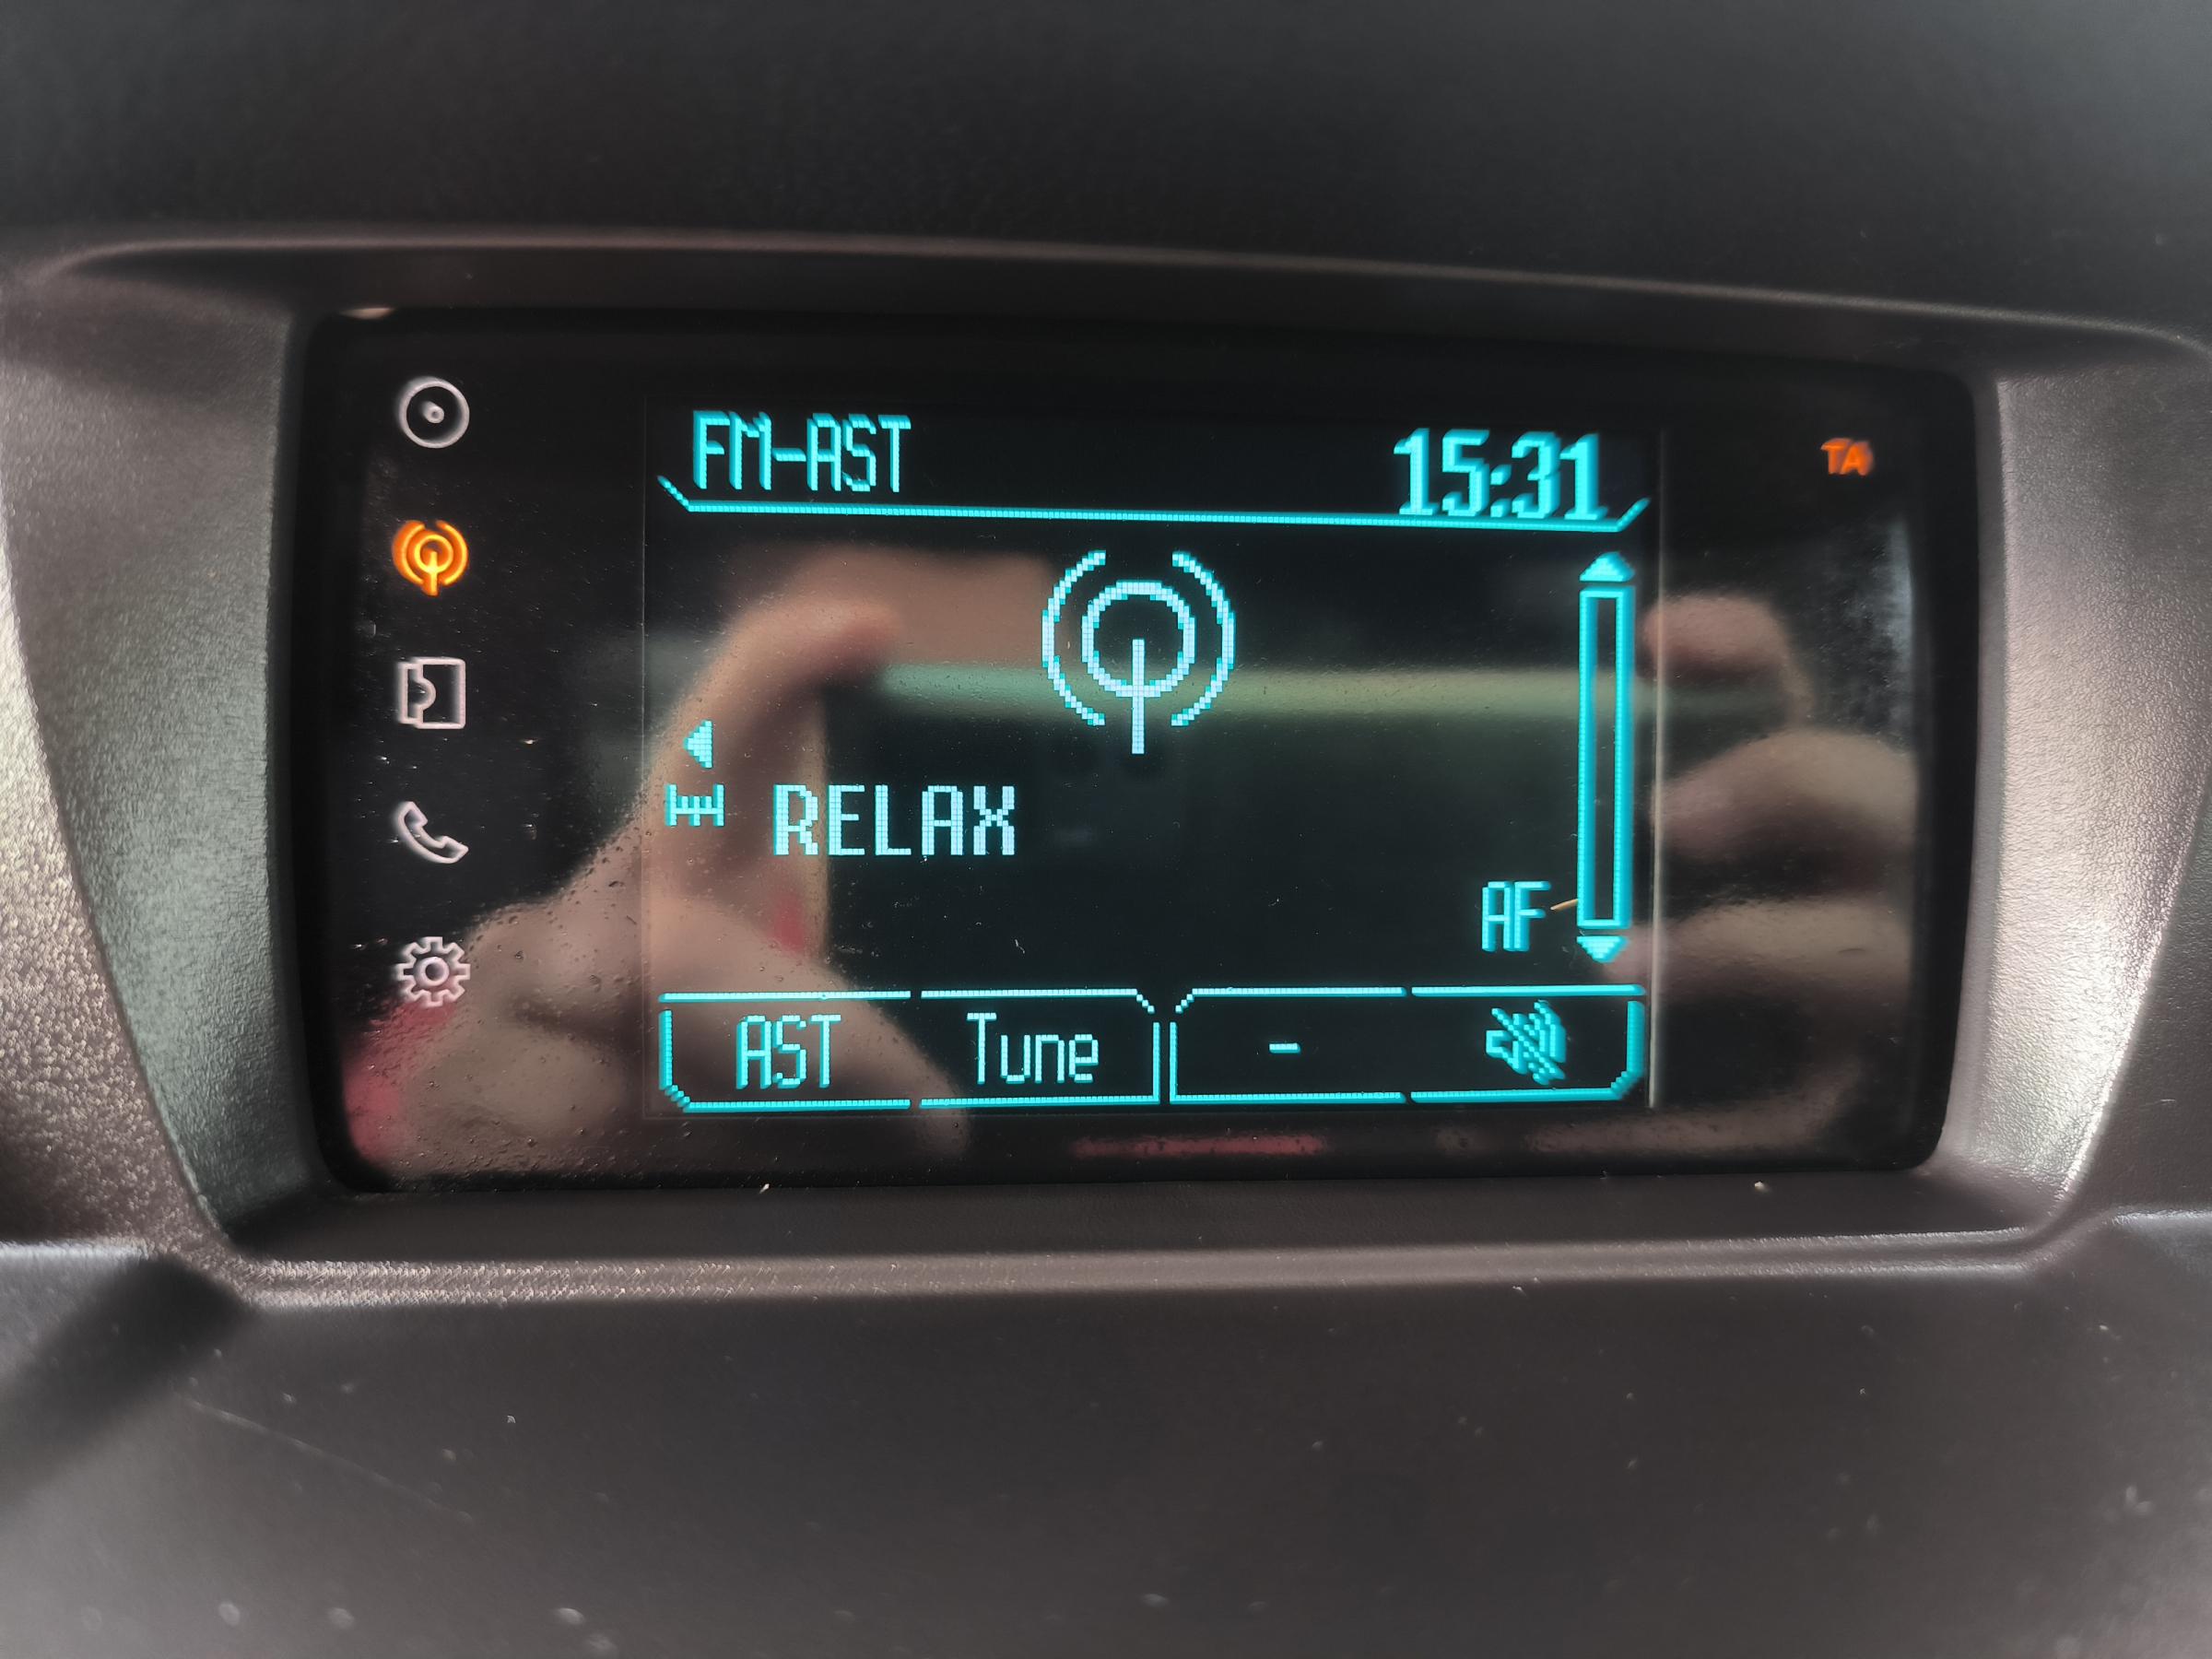 FM-AST 15:31
TA
RELAX
AF
AST Tune -